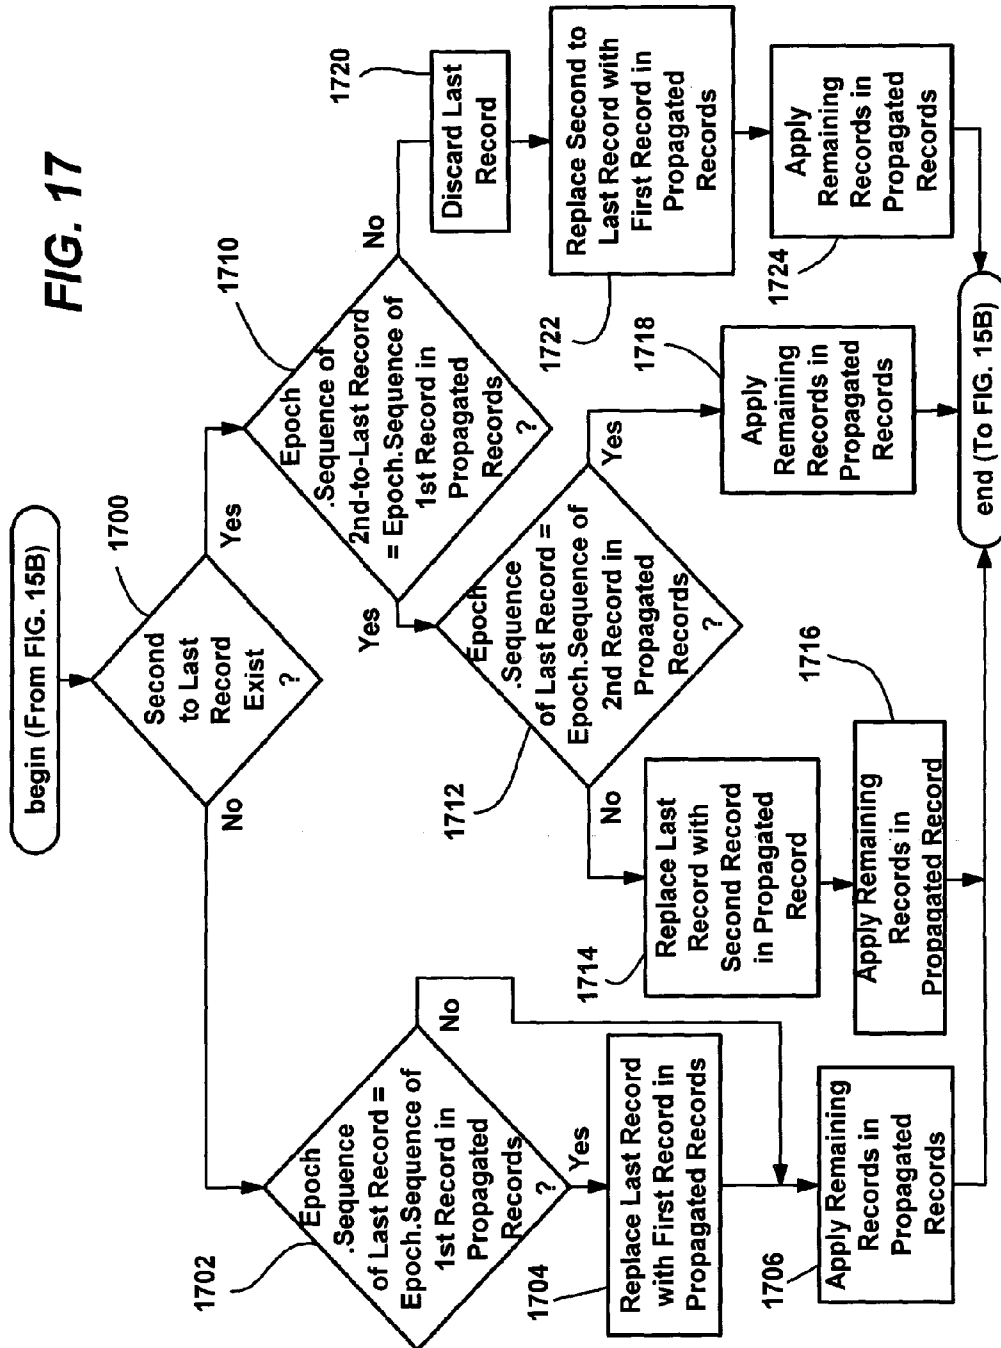 FIG. 17
begin (From FIG. 15B)
1700
Second
to Last
Record
Exist
?
No
Yes
1702
Epoch
.Sequence
of Last Record =
Epoch.Sequence of
1st Record in
Propagated
Records
?
Yes
No
1704
Replace Last Record
with First Record in
Propagated Records
1706
Apply Remaining
Records in
Propagated
Records
1710
Epoch
.Sequence of
2nd-to-Last Record
= Epoch.Sequence of
1st Record in
Propagated
Records
?
Yes
No
1712
Epoch
.Sequence
of Last Record =
Epoch.Sequence of
2nd Record in
Propagated
Records
?
No
Yes
1714
Replace Last
Record with
Second Record
in Propagated
Record
1716
Apply Remaining
Records in
Propagated Record
1718
Apply
Remaining
Records in
Propagated
Records
1720
Discard Last
Record
1722
Replace Second to
Last Record with
First Record in
Propagated
Records
1724
Apply
Remaining
Records in
Propagated
Records
end (To FIG. 15B)